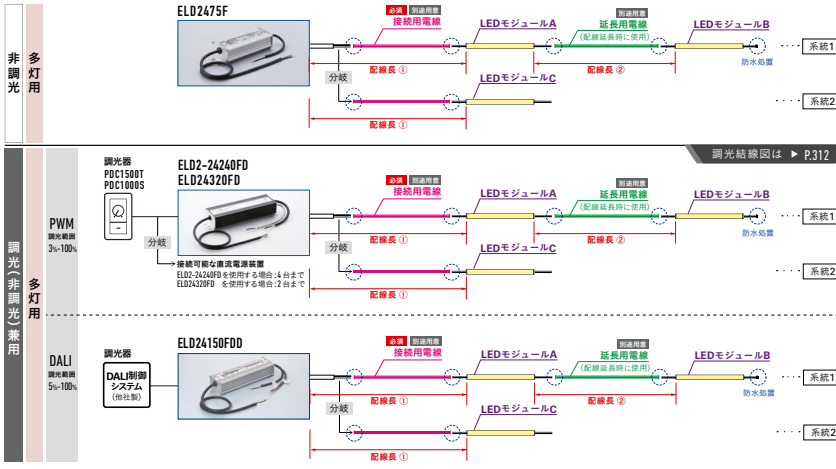 非調光
多灯用
ELD2475F
必須 別途用意
接続用電線
LEDモジュールA
別途用意
延長用電線
(配線延長時に使用)
LEDモジュールB
系統1
配線長①
配線長②
防水処置
分岐
LEDモジュールC
系統2
配線長①
調光結線図は ▶ P.312
調光(非調光)兼用
多灯用
PWM
調光範囲
3%-100%
調光器
PDC1500T
PDC1000S
分岐
ELD2-24240FD
ELD24320FD
接続可能な直流電源装置
ELD2-24240FDを使用する場合:4台まで
ELD24320FD を使用する場合:2台まで
必須 別途用意
接続用電線
LEDモジュールA
別途用意
延長用電線
(配線延長時に使用)
LEDモジュールB
系統1
配線長①
配線長②
防水処置
分岐
LEDモジュールC
系統2
配線長①
DALI
調光範囲
5%-100%
調光器
DALI制御
システム
(他社製)
ELD24150FDD
必須 別途用意
接続用電線
LEDモジュールA
別途用意
延長用電線
(配線延長時に使用)
LEDモジュールB
系統1
配線長①
配線長②
防水処置
分岐
LEDモジュールC
系統2
配線長①